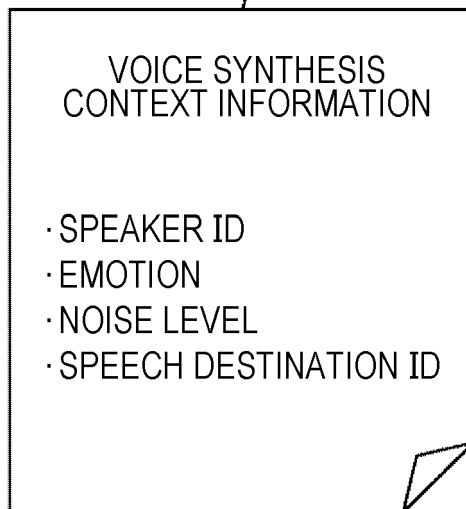 VOICE SYNTHESIS
CONTEXT INFORMATION
· SPEAKER ID
· EMOTION
· NOISE LEVEL
· SPEECH DESTINATION ID